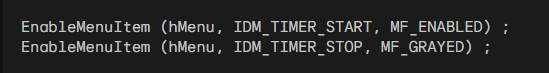 EnableMenuItem (hMenu, IDM_TIMER_START, MF_ENABLED) ;
EnableMenuItem (hMenu, IDM_TIMER_STOP, MF_GRAYED) ;